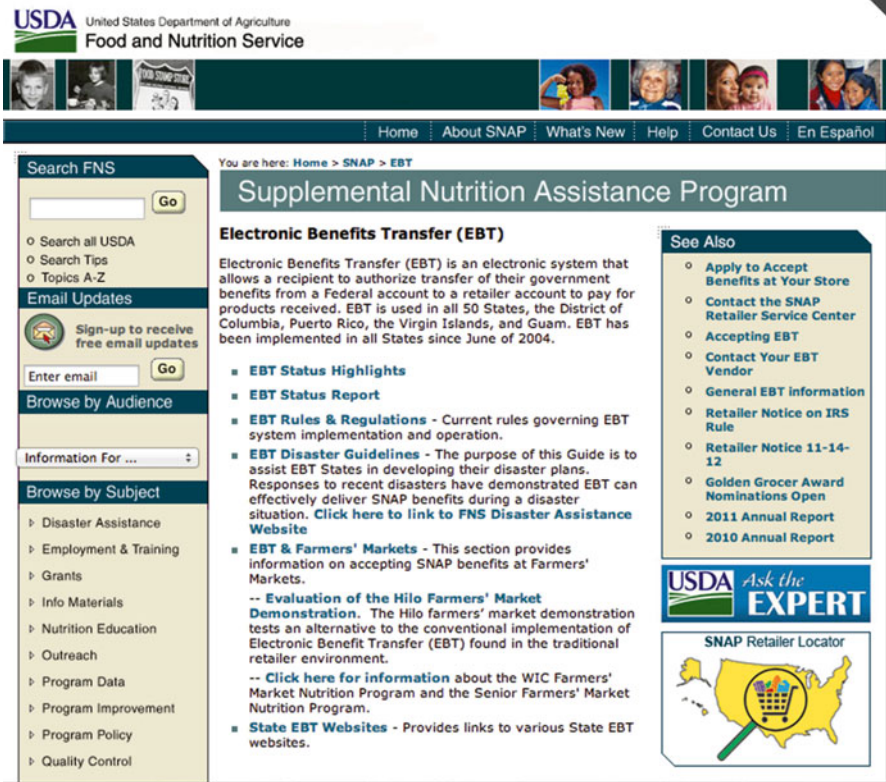 USDA United States Department of Agriculture
Food and Nutrition Service
FOOD STAMP STORE
Home About SNAP What's New Help Contact Us En Español
Search FNS
Go
o Search all USDA
o Search Tips
o Topics A-Z
Email Updates
Sign-up to receive
free email updates
Enter email Go
Browse by Audience
Information For ...
Browse by Subject
Disaster Assistance
Employment & Training
Grants
Info Materials
Nutrition Education
Outreach
Program Data
Program Improvement
Program Policy
Quality Control
You are here: Home > SNAP > EBT
Supplemental Nutrition Assistance Program
Electronic Benefits Transfer (EBT)
Electronic Benefits Transfer (EBT) is an electronic system that
allows a recipient to authorize transfer of their government
benefits from a Federal account to a retailer account to pay for
products received. EBT is used in all 50 States, the District of
Columbia, Puerto Rico, the Virgin Islands, and Guam. EBT has
been implemented in all States since June of 2004.
EBT Status Highlights
EBT Status Report
EBT Rules & Regulations - Current rules governing EBT
system implementation and operation.
EBT Disaster Guidelines - The purpose of this Guide is to
assist EBT States in developing their disaster plans.
Responses to recent disasters have demonstrated EBT can
effectively deliver SNAP benefits during a disaster
situation. Click here to link to FNS Disaster Assistance
Website
EBT & Farmers' Markets - This section provides
information on accepting SNAP benefits at Farmers'
Markets.
-- Evaluation of the Hilo Farmers' Market
Demonstration. The Hilo farmers' market demonstration
tests an alternative to the conventional implementation of
Electronic Benefit Transfer (EBT) found in the traditional
retailer environment.
-- Click here for information about the WIC Farmers'
Market Nutrition Program and the Senior Farmers' Market
Nutrition Program.
State EBT Websites - Provides links to various State EBT
websites.
See Also
Apply to Accept
Benefits at Your Store
Contact the SNAP
Retailer Service Center
Accepting EBT
Contact Your EBT
Vendor
General EBT information
Retailer Notice on IRS
Rule
Retailer Notice 11-14-
12
Golden Grocer Award
Nominations Open
2011 Annual Report
2010 Annual Report
USDA Ask the
EXPERT
SNAP Retailer Locator